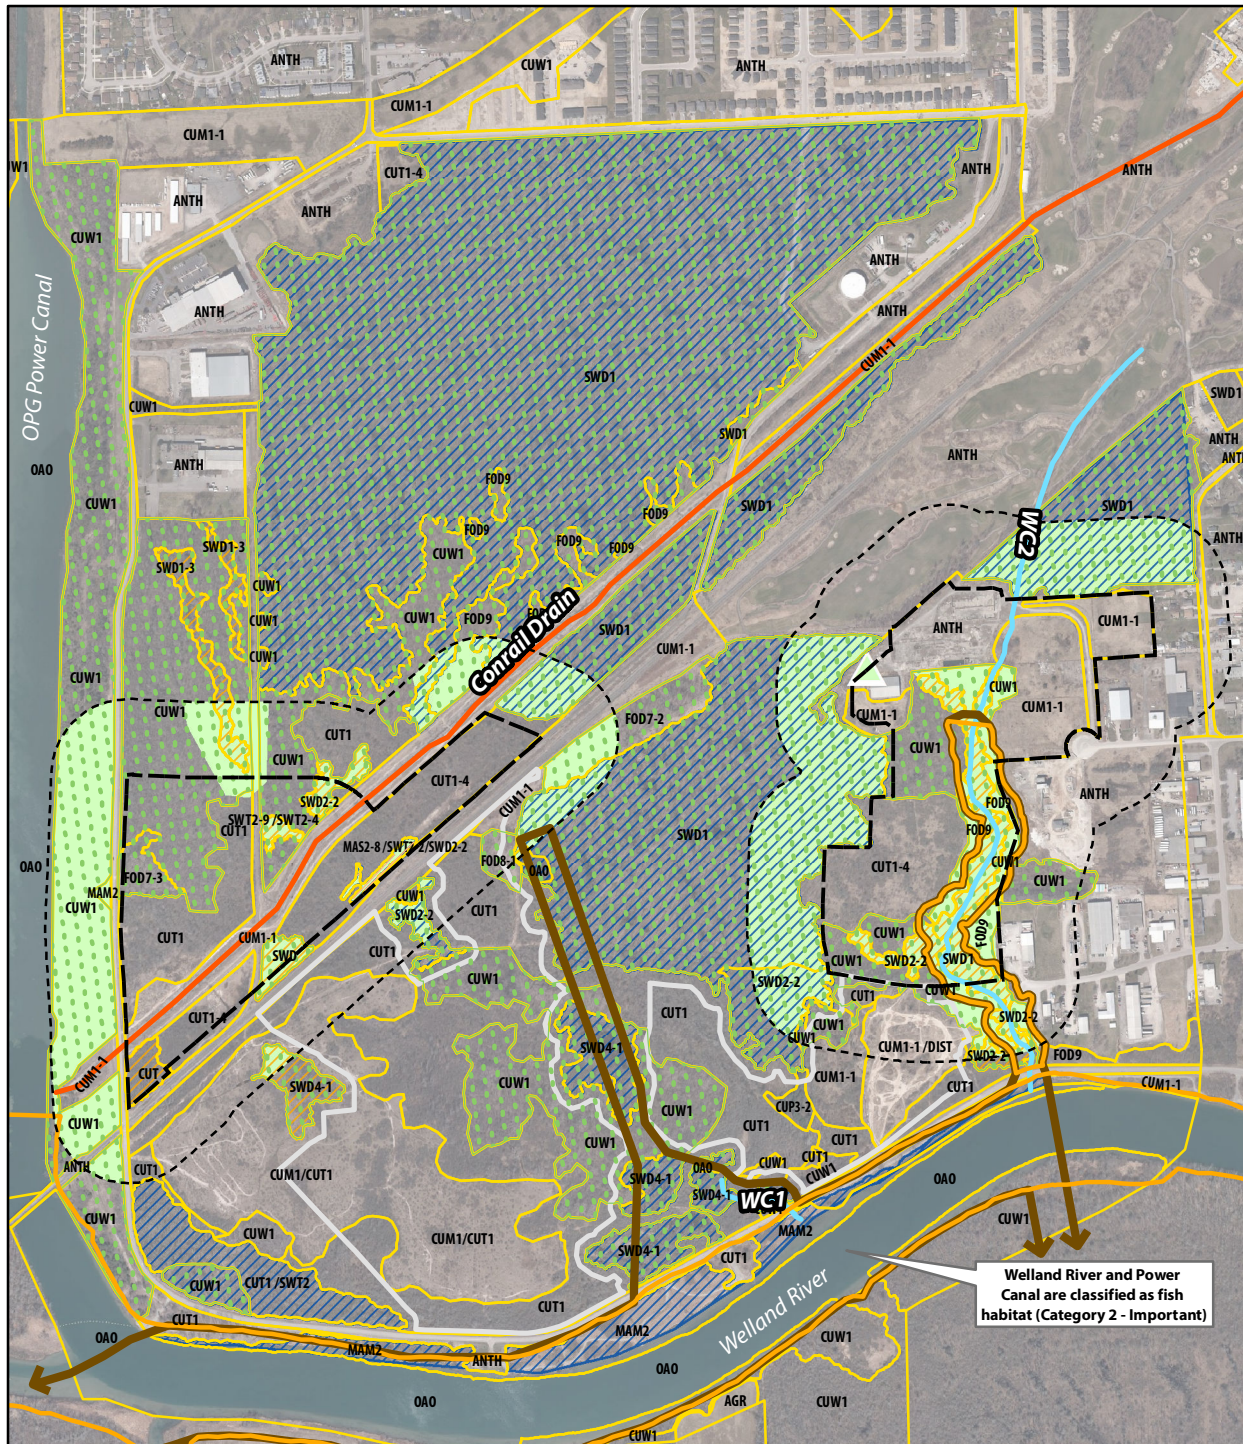 ANTH
CUW1
ANTH
CUM1-1
CUM1-1
W1
CUT1-4
ANTH
ANTH
ANTH
ANTH
CUW1
OPG Power Canal
ANTH
ANTH
ANTH
CUM1-1
SWD1
SWD1
CUW1
SWD1
ANTH
ANTH
ANTH
OAO
ANTH
CUW1
FOD9
SWD1
SWD1
WC2
FOD9
FOD9
CUW1
FOD9
FOD9
ANTH
SWD1-3
SWD1-3
CUW1
CUW1
CUW1
CUW1
FOD9
Conrail Drain
SWD1
CUM1-1
ANTH
CUM1-1
CUW1
CUW1
CUW1
CUT1
CUW1
FOD7-2
CUM1-1
CUM1-1
CUW1
CUT1-4
CUM1-1
SWD2-2
SWT2-9 /SWT2-4
CUT1
ANTH
SWD1
FOD9
MAS2-8 /SWT2-2/SWD2-2
FOD8-1
OAO
OAO
FOD7-3
CUT1-4
CUW1
CUW1
MAM2
CUW1
CUW1
SWD2-2
CUT1
CUM1-1
CUT1
CUT1
SWD
CUW1
CUW1
SWD2-2
FOD9
SWD1
CUW1
SWD2-2
CUT1
CUT1
CUW1
CUW1
SWD2-2
CUT1-4
SWD4-1
CUM1-1 /DIST
SWD2-2
FOD9
CUM1-1
CUT
SWD4-1
CUW1
CUM1-1
CUT1
CUM1-1
CUP3-2
CUW1
CUW1
CUT1
CUT1
CUW1
ANTH
CUT1
CUM1/CUT1
SWD4-1
OAO
CUW1
CUT1
CUW1
SWD4-1
WC1
OAO
CUW1
MAM2
CUW1
CUW1
CUM1/CUT1
SWD4-1
CUT1
CUW1
CUT1 /SWT2
Welland River and Power
Canal are classified as fish
habitat (Category 2 - Important)
CUT1
CUT1
MAM2
Welland River
OAO
MAM2
ANTH
OAO
CUW1
OAO
AGR
CUW1
CUW1